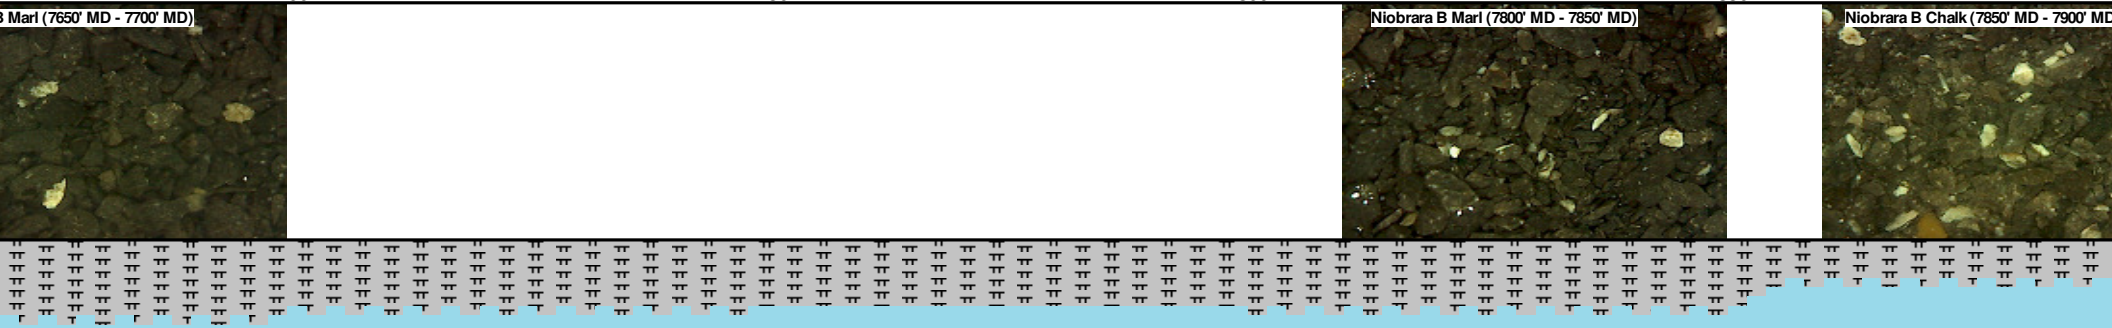 B Marl (7650' MD - 7700' MD)
Niobrara B Marl (7800' MD - 7850' MD)
Niobrara B Chalk (7850' MD - 7900' MD